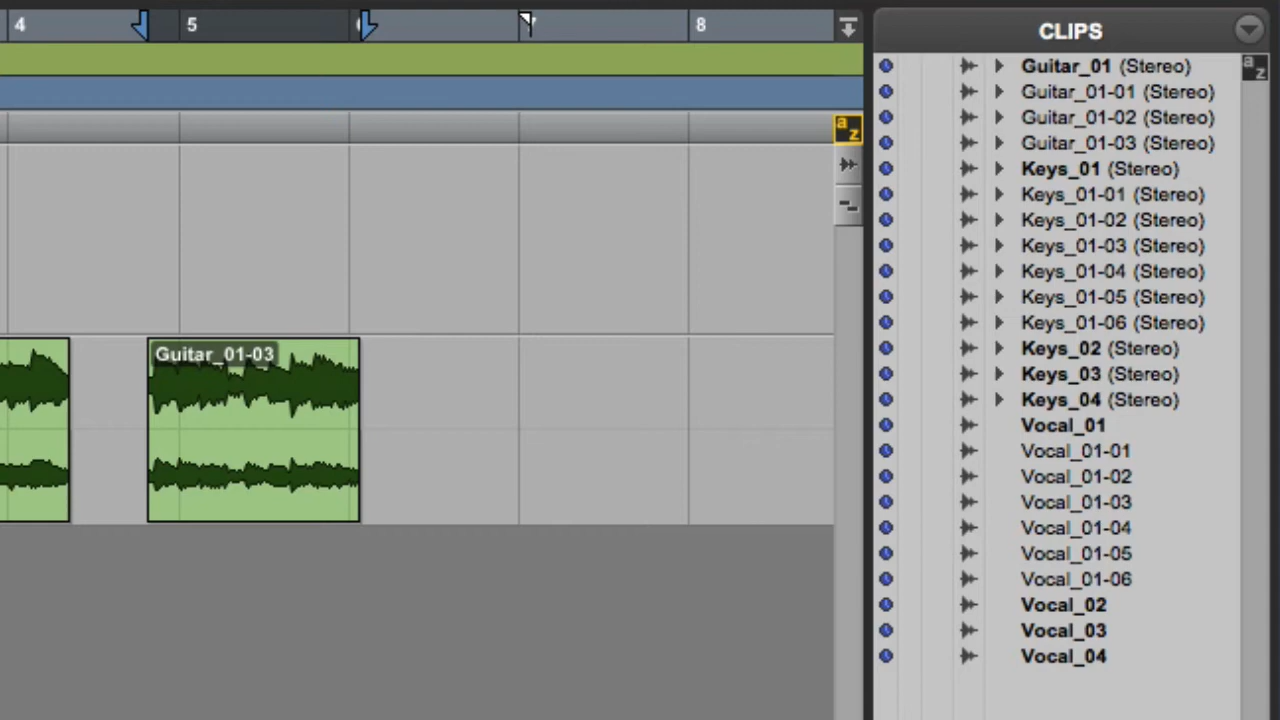 4
5
7
8
CLIPS
a z
a z
Guitar_01-03
Guitar_01 (Stereo)
Guitar_01-01 (Stereo)
Guitar_01-02 (Stereo)
Guitar_01-03 (Stereo)
Keys_01 (Stereo)
Keys_01-01 (Stereo)
Keys_01-02 (Stereo)
Keys_01-03 (Stereo)
Keys_01-04 (Stereo)
Keys_01-05 (Stereo)
Keys_01-06 (Stereo)
Keys_02 (Stereo)
Keys_03 (Stereo)
Keys_04 (Stereo)
Vocal_01
Vocal_01-01
Vocal_01-02
Vocal_01-03
Vocal_01-04
Vocal_01-05
Vocal_01-06
Vocal_02
Vocal_03
Vocal_04